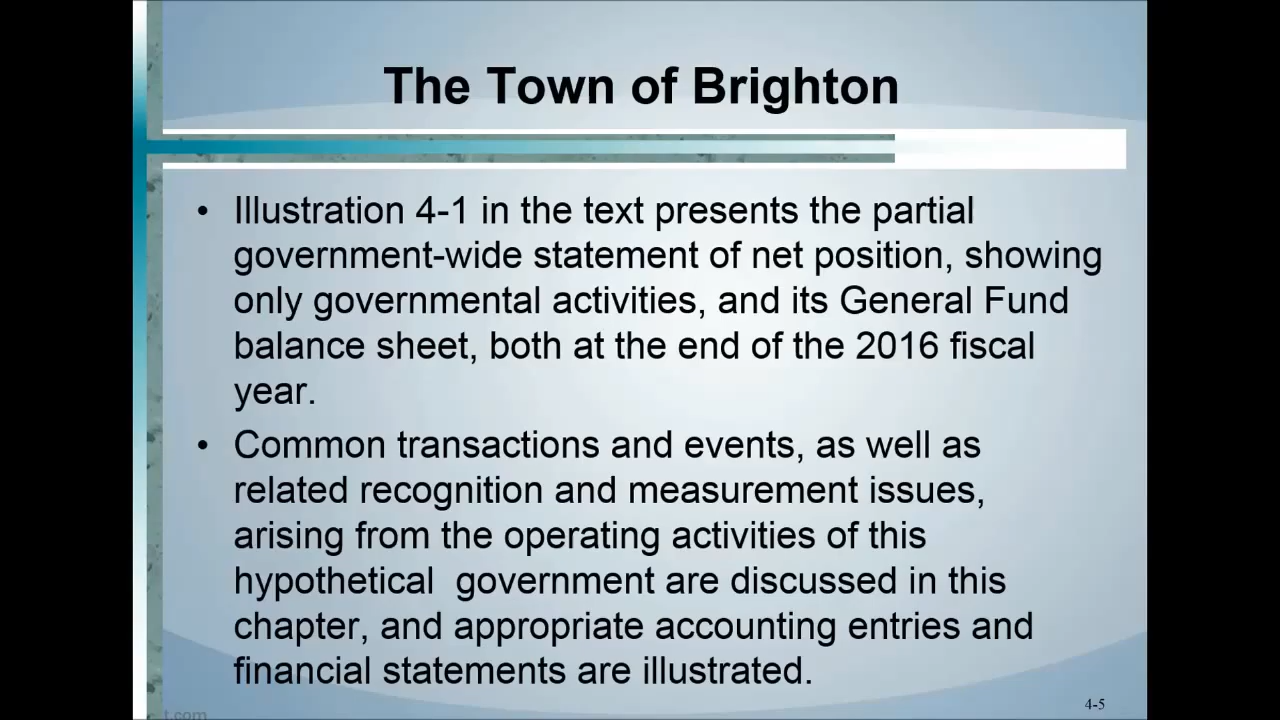 The Town of Brighton
• Illustration 4-1 in the text presents the partial
government-wide statement of net position, showing
only governmental activities, and its General Fund
balance sheet, both at the end of the 2016 fiscal
year.
• Common transactions and events, as well as
related recognition and measurement issues,
arising from the operating activities of this
hypothetical  government are discussed in this
chapter, and appropriate accounting entries and
financial statements are illustrated.
4-5
t.com